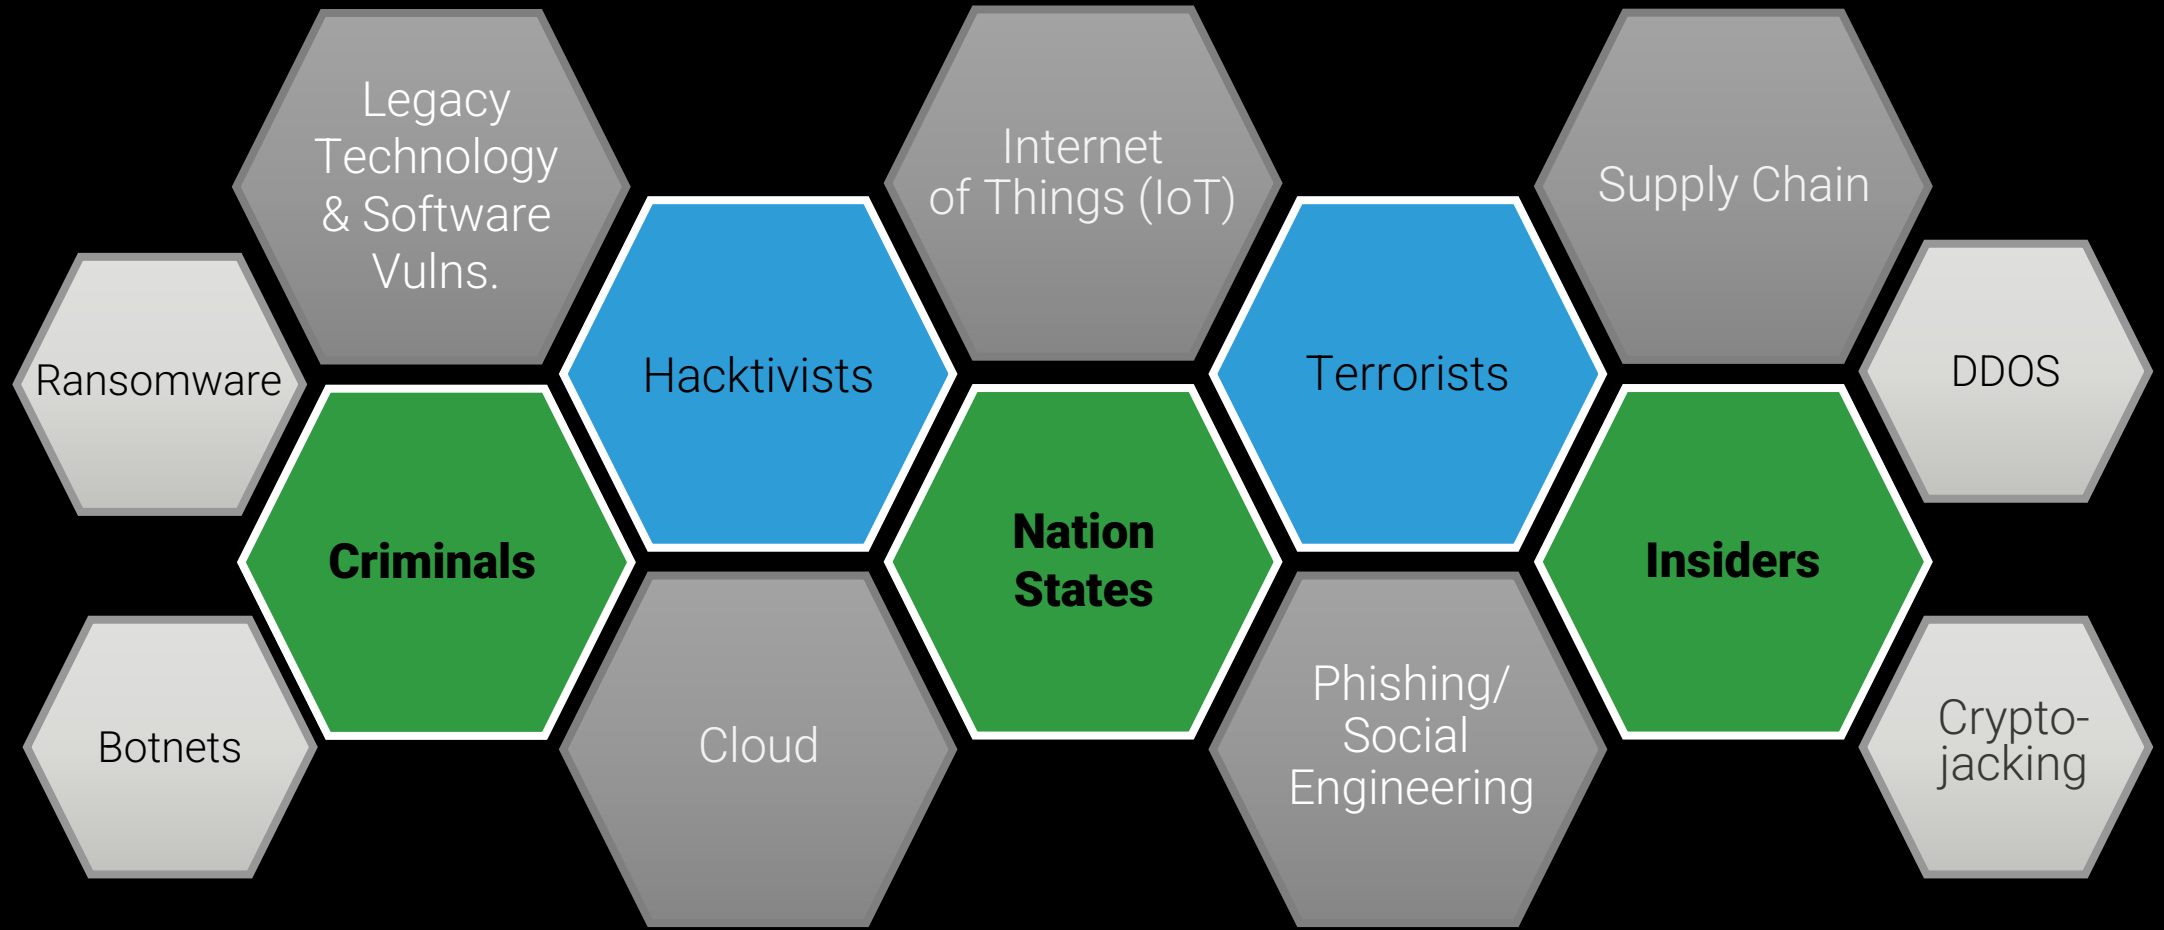 Legacy
Technology
& Software
Vulns.
Internet
of Things (IoT)
Supply Chain
Ransomware
Hacktivists
Terrorists
DDOS
Criminals
Nation
States
Insiders
Botnets
Cloud
Phishing/
Social
Engineering
Crypto-
jacking